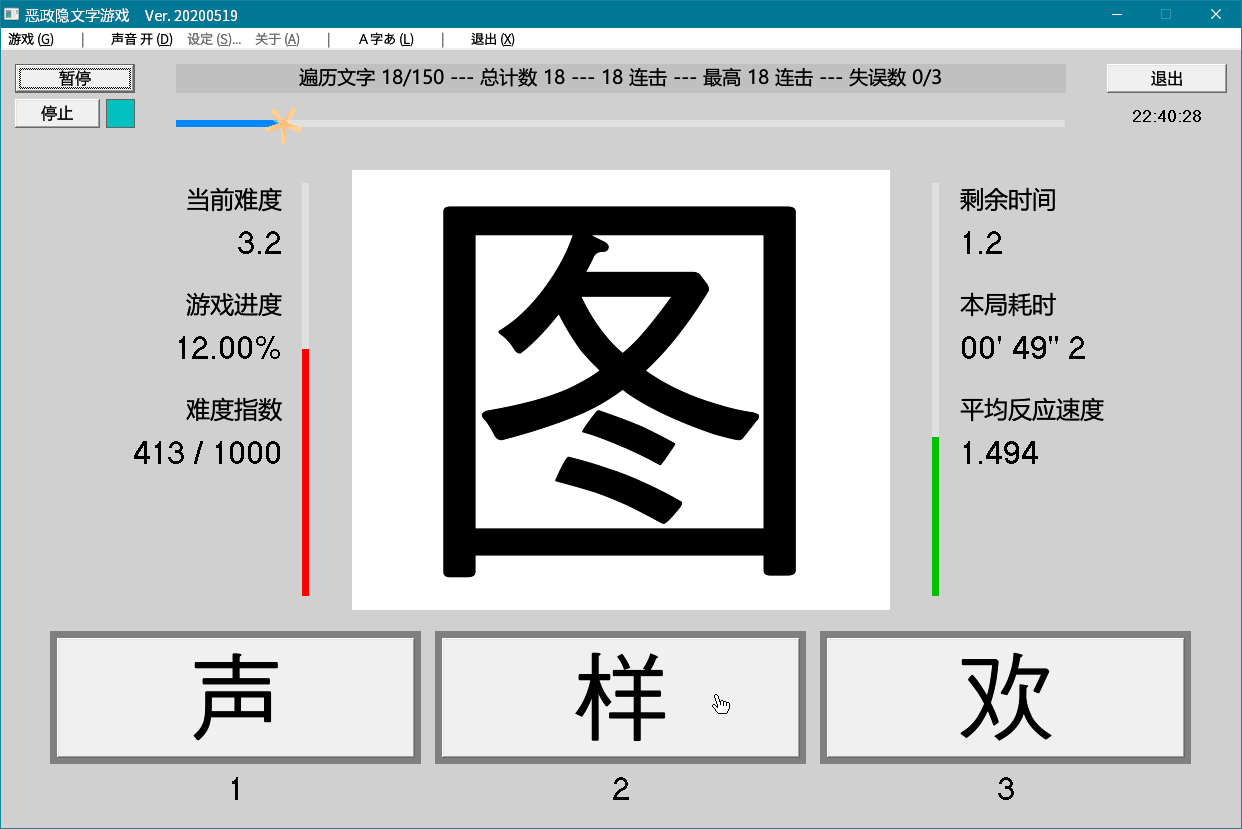 恶政隐文字游戏 Ver. 20200519
游戏 (G) | 声音 开 (D) 设定 (S)... 关于 (A) | A 字あ (L) | 退出 (X)
暂停
遍历文字 18/150 --- 总计数 18 --- 18 连击 --- 最高 18 连击 --- 失误数 0/3
退出
停止
22:40:28
当前难度
3.2
游戏进度
12.00%
难度指数
413 / 1000
图
剩余时间
1.2
本局耗时
00' 49" 2
平均反应速度
1.494
声
样
欢
1
2
3